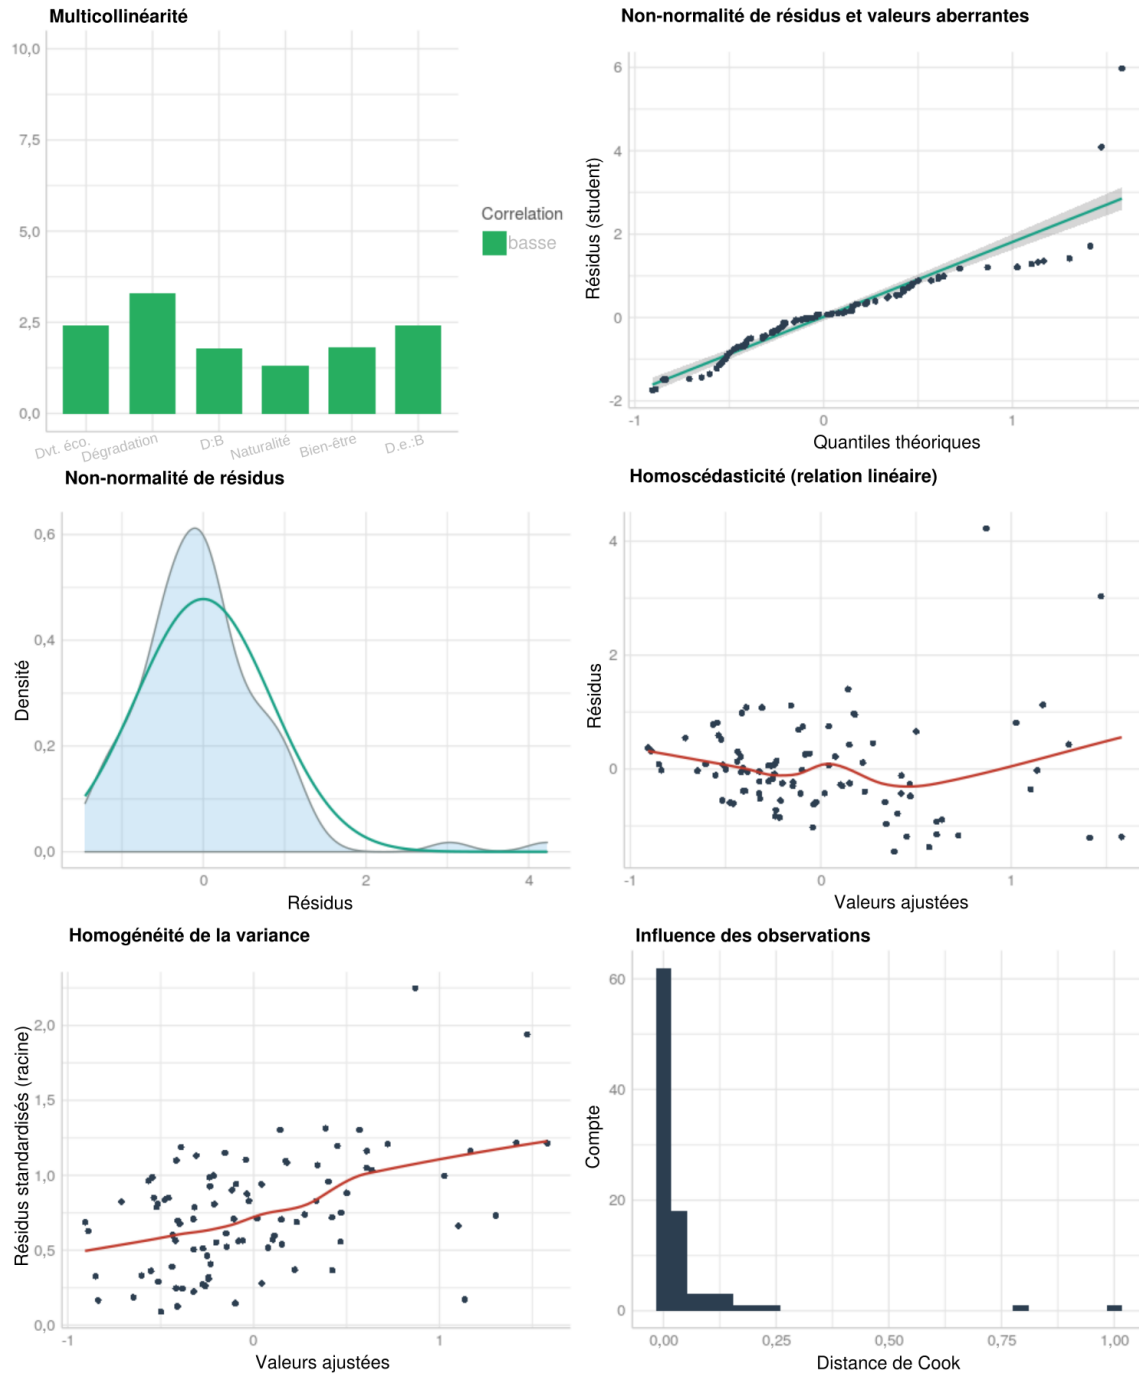 Multicollinéarité
10,0
7,5
5,0
2,5
0,0
Dvt. éco.
Dégradation
D:B
Naturalité
Bien-être
D.e.:B
Correlation
basse
Non-normalité de résidus et valeurs aberrantes
Résidus (student)
6
4
2
0
-2
-1
0
1
Quantiles théoriques
Non-normalité de résidus
Densité
0,6
0,4
0,2
0,0
0
2
4
Résidus
Homoscédasticité (relation linéaire)
Résidus
4
2
0
-1
0
1
Valeurs ajustées
Homogénéité de la variance
Résidus standardisés (racine)
2,0
1,5
1,0
0,5
0,0
-1
0
1
Valeurs ajustées
Influence des observations
Compte
60
40
20
0
0,00
0,25
0,50
0,75
1,00
Distance de Cook